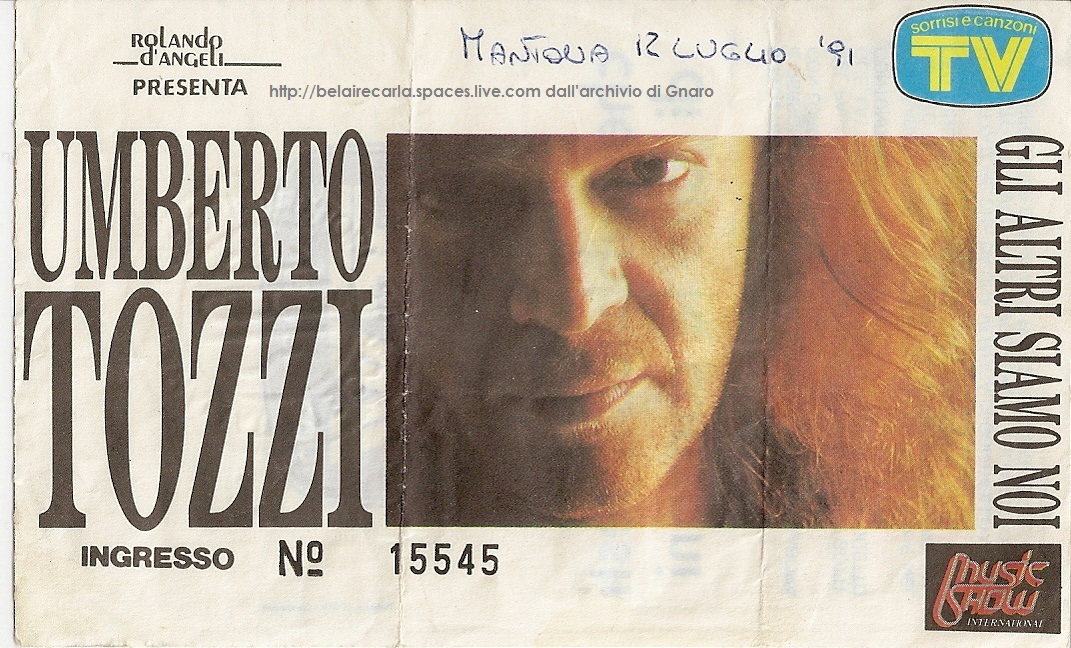 ROLANDO
D'ANGELI
PRESENTA
MANTOVA 12 LUGLIO '91
sorrisi e canzoni
TV
http://belairecarla.spaces.live.com dall'archivio di Gnaro
UMBERTO
TOZZI
GLI ALTRI SIAMO NOI
INGRESSO Nº 15545
music
SHOW
INTERNATIONAL